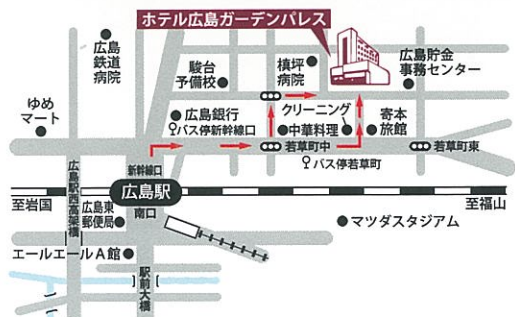 ホテル広島ガーデンパレス
広島
鉄道
病院
駿台
予備校
槙坪
病院
広島貯金
事務センター
ゆめ
マート
広島銀行
バス停新幹線口
クリーニング
中華料理
寄本
旅館
若草町中
若草町東
バス停若草町
新幹線口
広島駅
南口
広島駅西高架橋
至岩国
至福山
広島東
郵便局
マツダスタジアム
エールエールA館
駅前大橋